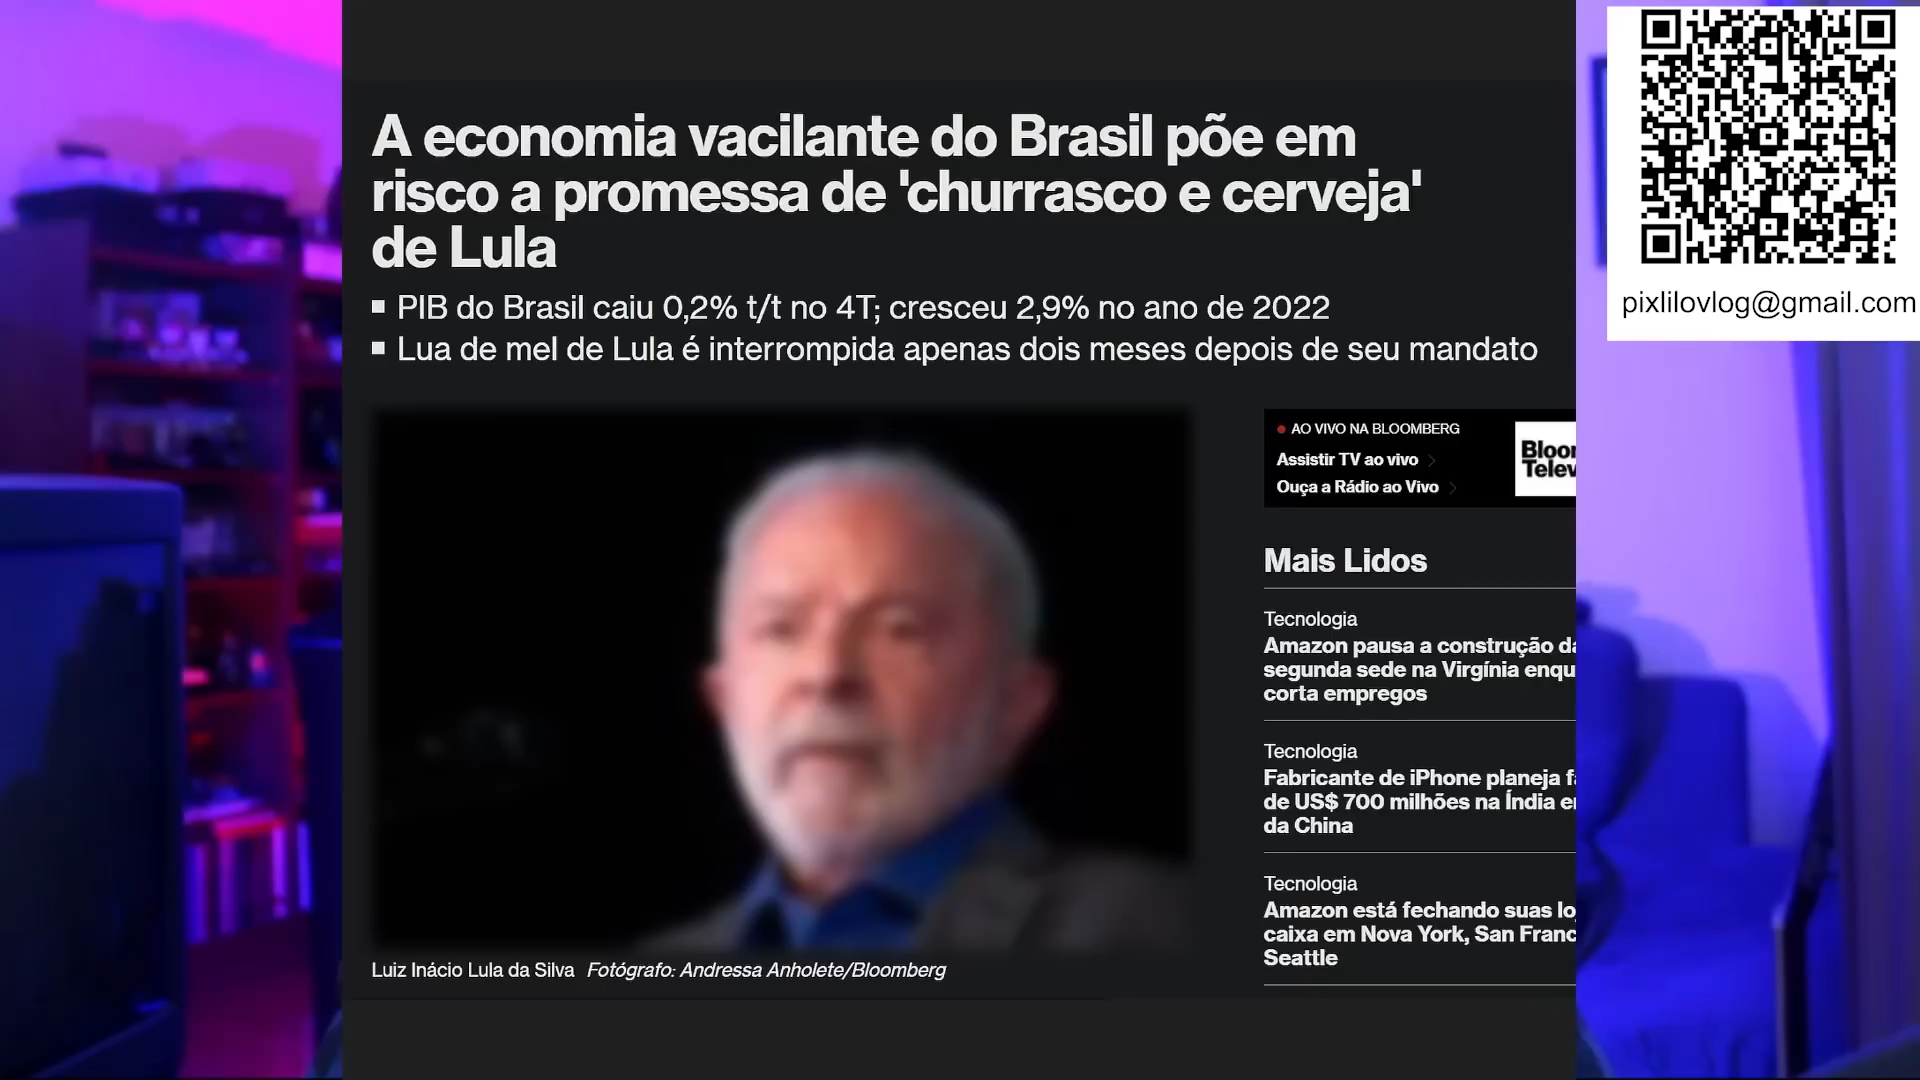 A economia vacilante do Brasil põe em
risco a promessa de 'churrasco e cerveja'
de Lula
PIB do Brasil caiu 0,2% t/t no 4T; cresceu 2,9% no ano de 2022
Lua de mel de Lula é interrompida apenas dois meses depois de seu mandato
Luiz Inácio Lula da Silva Fotógrafo: Andressa Anholete/Bloomberg
AO VIVO NA BLOOMBERG
Assistir TV ao vivo
Ouça a Rádio ao Vivo
Bloom
Telev
Mais Lidos
Tecnologia
Amazon pausa a construção da
segunda sede na Virgínia enqu
corta empregos
Tecnologia
Fabricante de iPhone planeja f
de US$ 700 milhões na Índia e
da China
Tecnologia
Amazon está fechando suas lo
caixa em Nova York, San Franc
Seattle
pixlilovlog@gmail.com